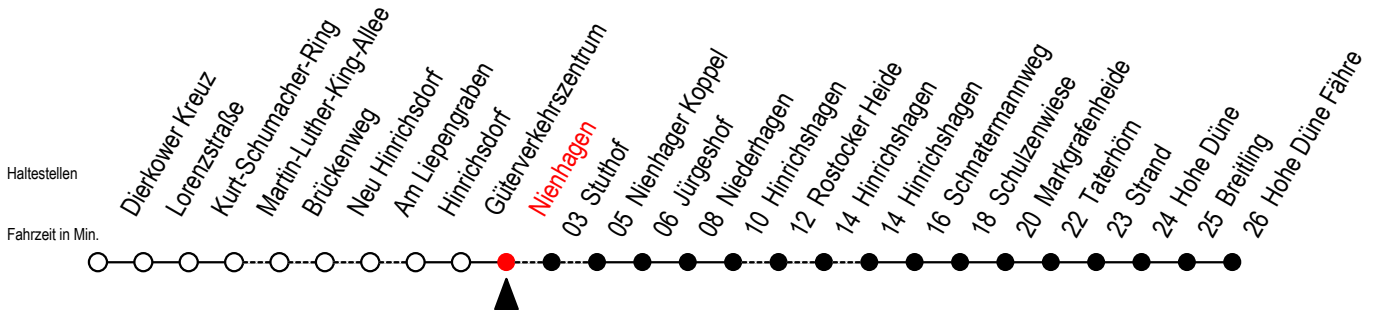 Haltestellen
Fahrzeit in Min.
Dierkower Kreuz
Lorenzstraße
Kurt-Schumacher-Ring
Martin-Luther-King-Allee
Brückenweg
Neu Hinrichsdorf
Am Liepengraben
Hinrichsdorf
Güterverkehrszentrum
Nienhagen
03 Stuthof
05 Nienhager Koppel
06 Jürgeshof
08 Niederhagen
10 Hinrichshagen
12 Rostocker Heide
14 Hinrichshagen
14 Hinrichshagen
16 Schnatermannweg
18 Schulzenwiese
20 Markgrafenheide
22 Taterhörn
23 Strand
24 Hohe Düne
25 Breitling
26 Hohe Düne Fähre